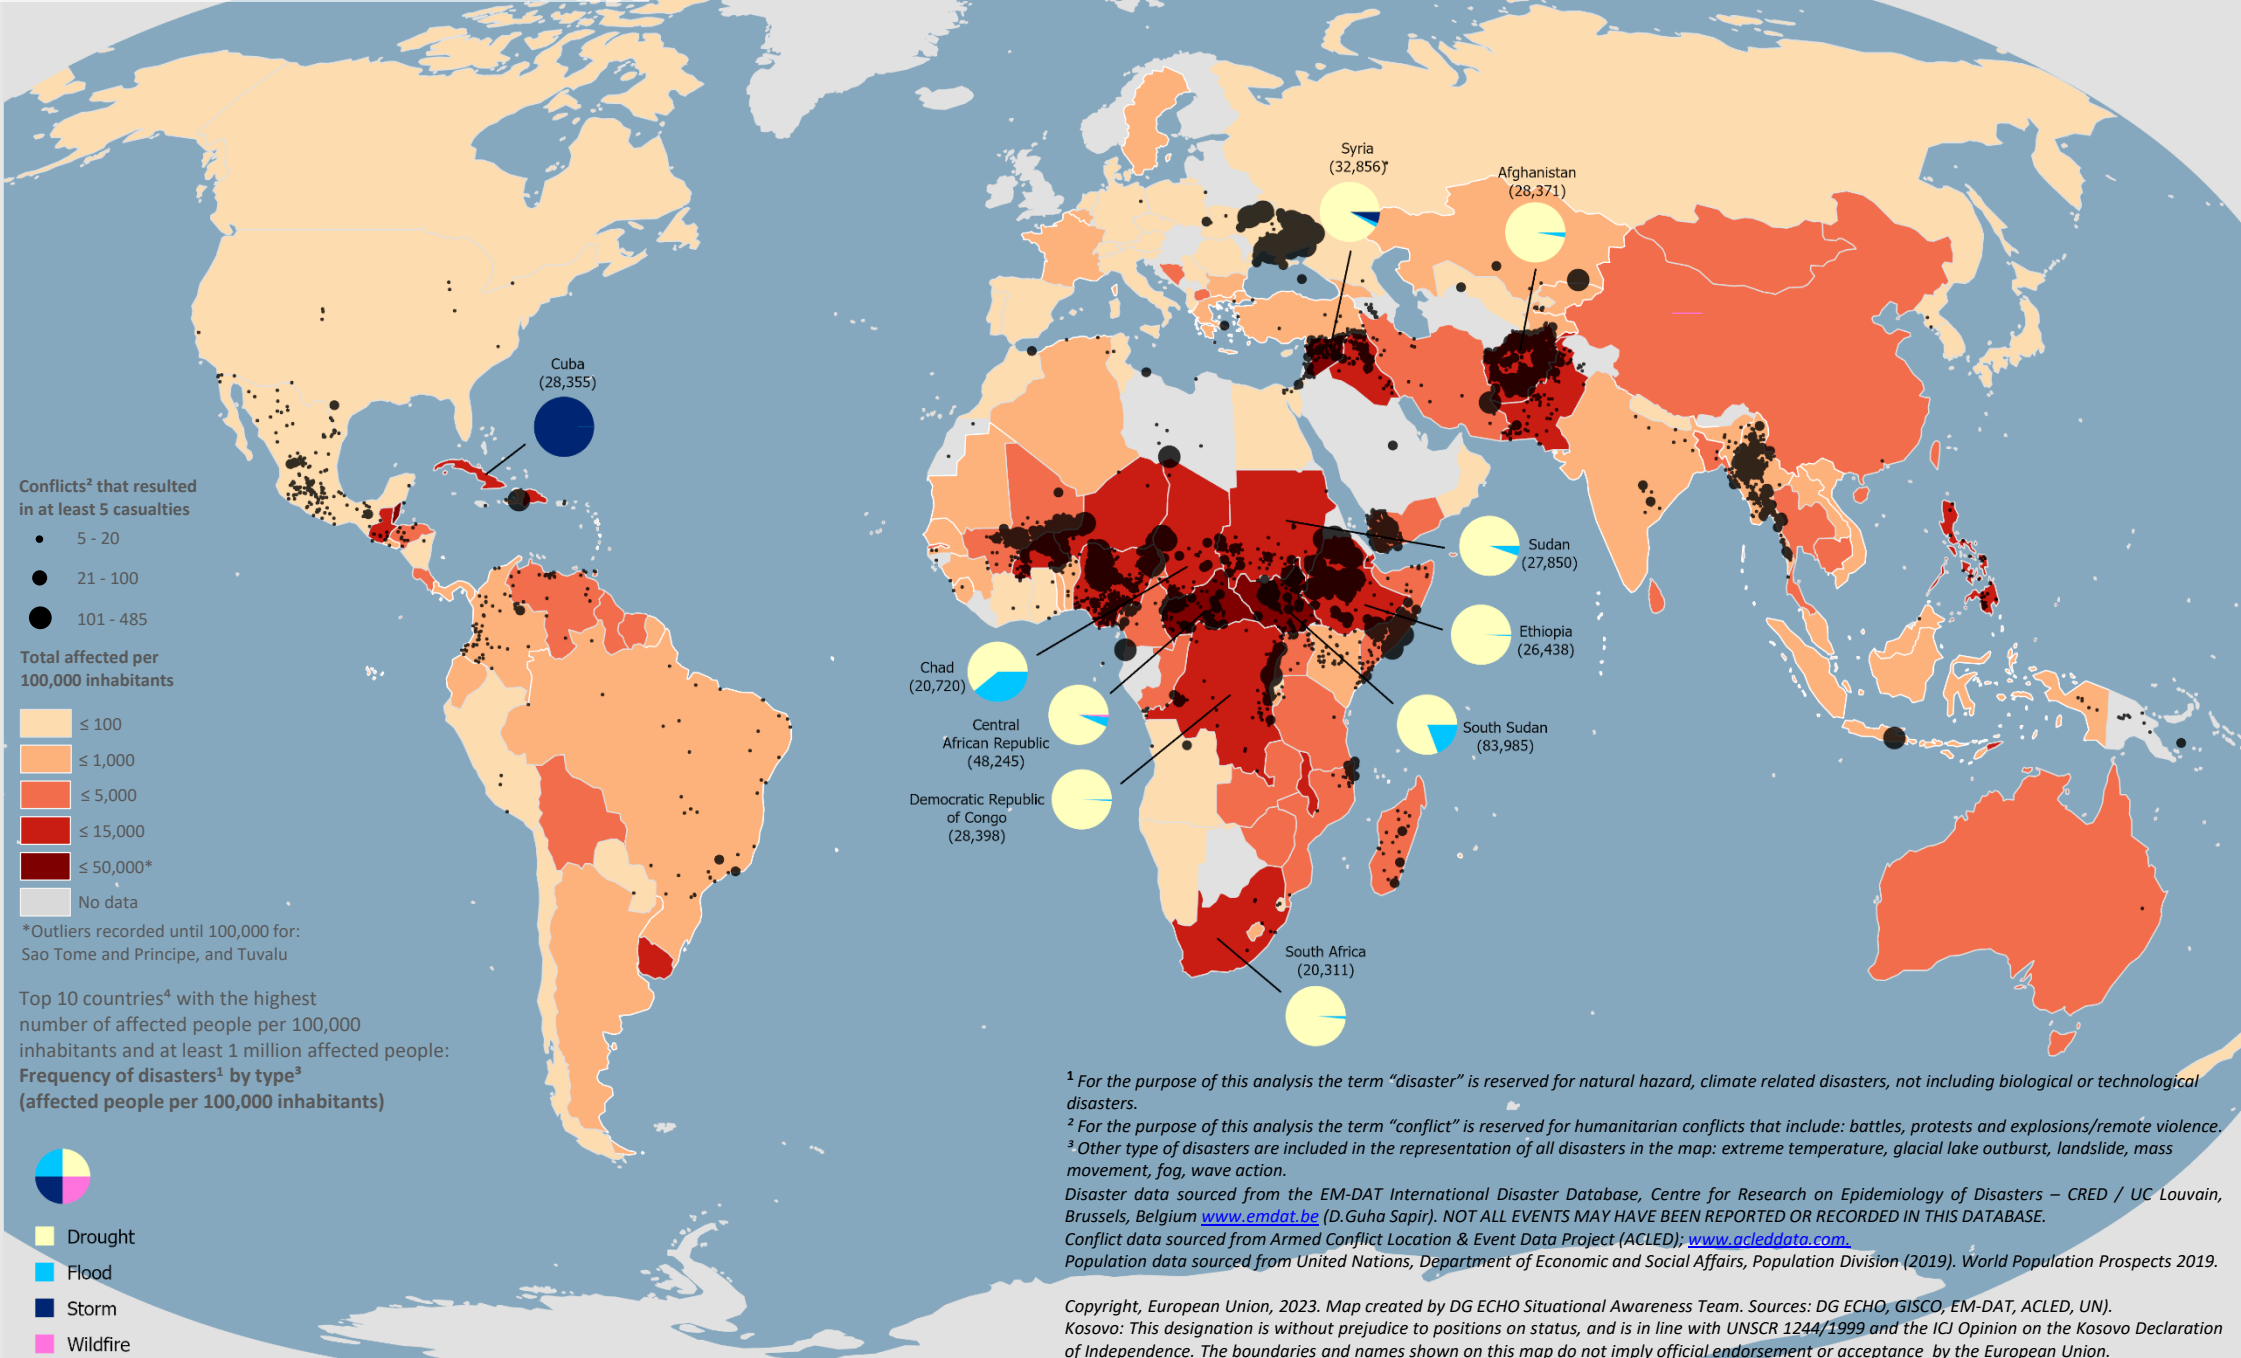 Syria
(32,856)*
Afghanistan
(28,371)
Cuba
(28,355)
Conflicts² that resulted
in at least 5 casualties
5 - 20
21 - 100
101 - 485
Total affected per
100,000 inhabitants
≤ 100
≤ 1,000
≤ 5,000
≤ 15,000
≤ 50,000*
No data
*Outliers recorded until 100,000 for:
Sao Tome and Principe, and Tuvalu
Sudan
(27,850)
Ethiopia
(26,438)
Chad
(20,720)
Central
African Republic
(48,245)
South Sudan
(83,985)
Democratic Republic
of Congo
(28,398)
South Africa
(20,311)
Top 10 countries⁴ with the highest
number of affected people per 100,000
inhabitants and at least 1 million affected people:
Frequency of disasters¹ by type³
(affected people per 100,000 inhabitants)
Drought
Flood
Storm
Wildfire
¹ For the purpose of this analysis the term “disaster” is reserved for natural hazard, climate related disasters, not including biological or technological
disasters.
² For the purpose of this analysis the term “conflict” is reserved for humanitarian conflicts that include: battles, protests and explosions/remote violence.
³ Other type of disasters are included in the representation of all disasters in the map: extreme temperature, glacial lake outburst, landslide, mass
movement, fog, wave action.
Disaster data sourced from the EM-DAT International Disaster Database, Centre for Research on Epidemiology of Disasters – CRED / UC Louvain,
Brussels, Belgium www.emdat.be (D.Guha Sapir). NOT ALL EVENTS MAY HAVE BEEN REPORTED OR RECORDED IN THIS DATABASE.
Conflict data sourced from Armed Conflict Location & Event Data Project (ACLED); www.acleddata.com.
Population data sourced from United Nations, Department of Economic and Social Affairs, Population Division (2019). World Population Prospects 2019.
Copyright, European Union, 2023. Map created by DG ECHO Situational Awareness Team. Sources: DG ECHO, GISCO, EM-DAT, ACLED, UN).
Kosovo: This designation is without prejudice to positions on status, and is in line with UNSCR 1244/1999 and the ICJ Opinion on the Kosovo Declaration
of Independence. The boundaries and names shown on this map do not imply official endorsement or acceptance by the European Union.